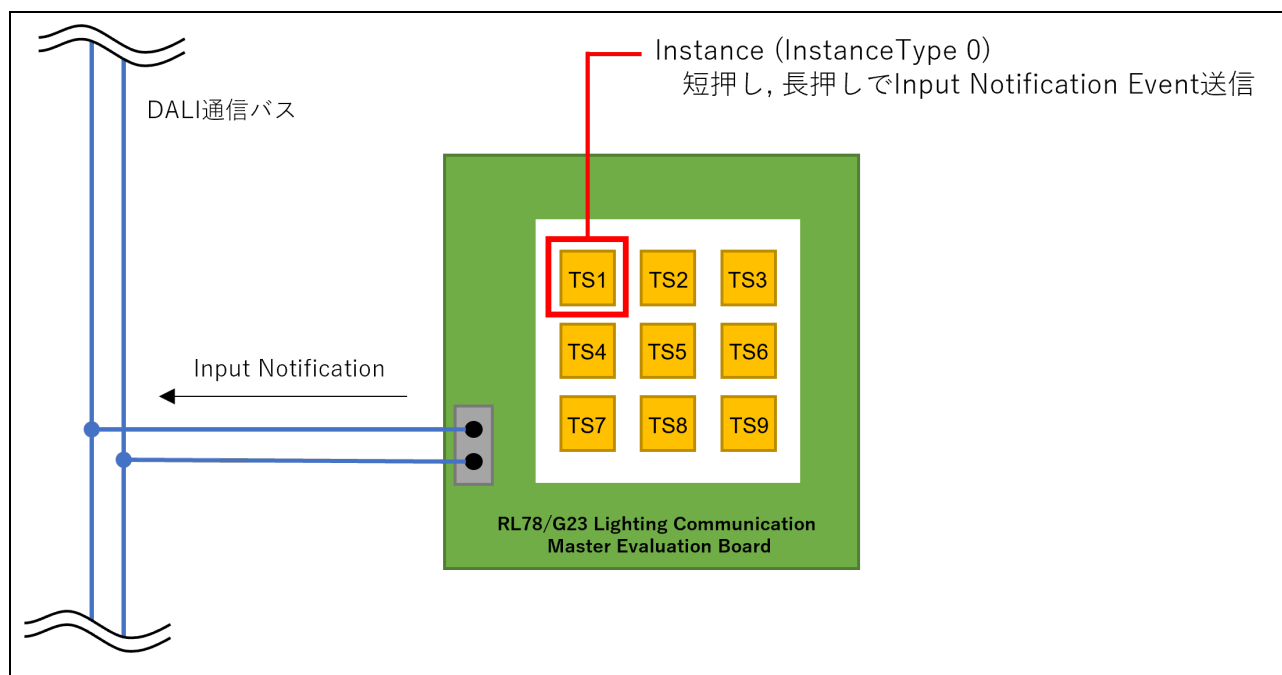 Instance (InstanceType 0)
短押し, 長押しでInput Notification Event送信
DALI通信バス
TS1 TS2 TS3
TS4 TS5 TS6
Input Notification
TS7 TS8 TS9
RL78/G23 Lighting Communication
Master Evaluation Board